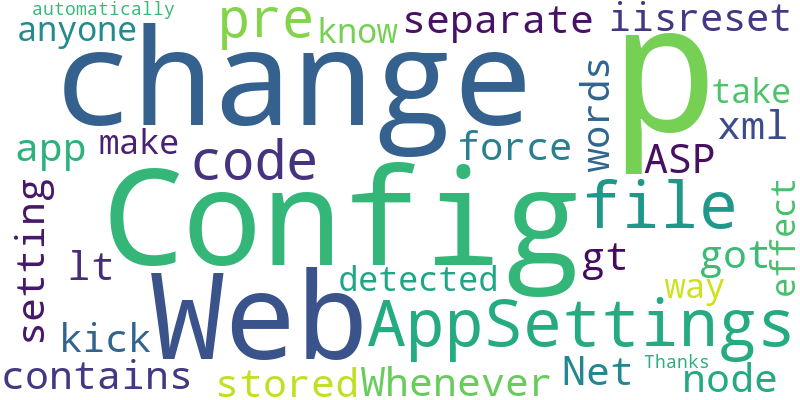 automatically
anyone
pre
know
separate
iisreset
change
p
words
take
xml
app
make
code
force
ASP
Config
file
setting
lt
detected
gt
got
effect
kick
Web
AppSettings
way
contains
stored
Whenever
Net
Thanks
node